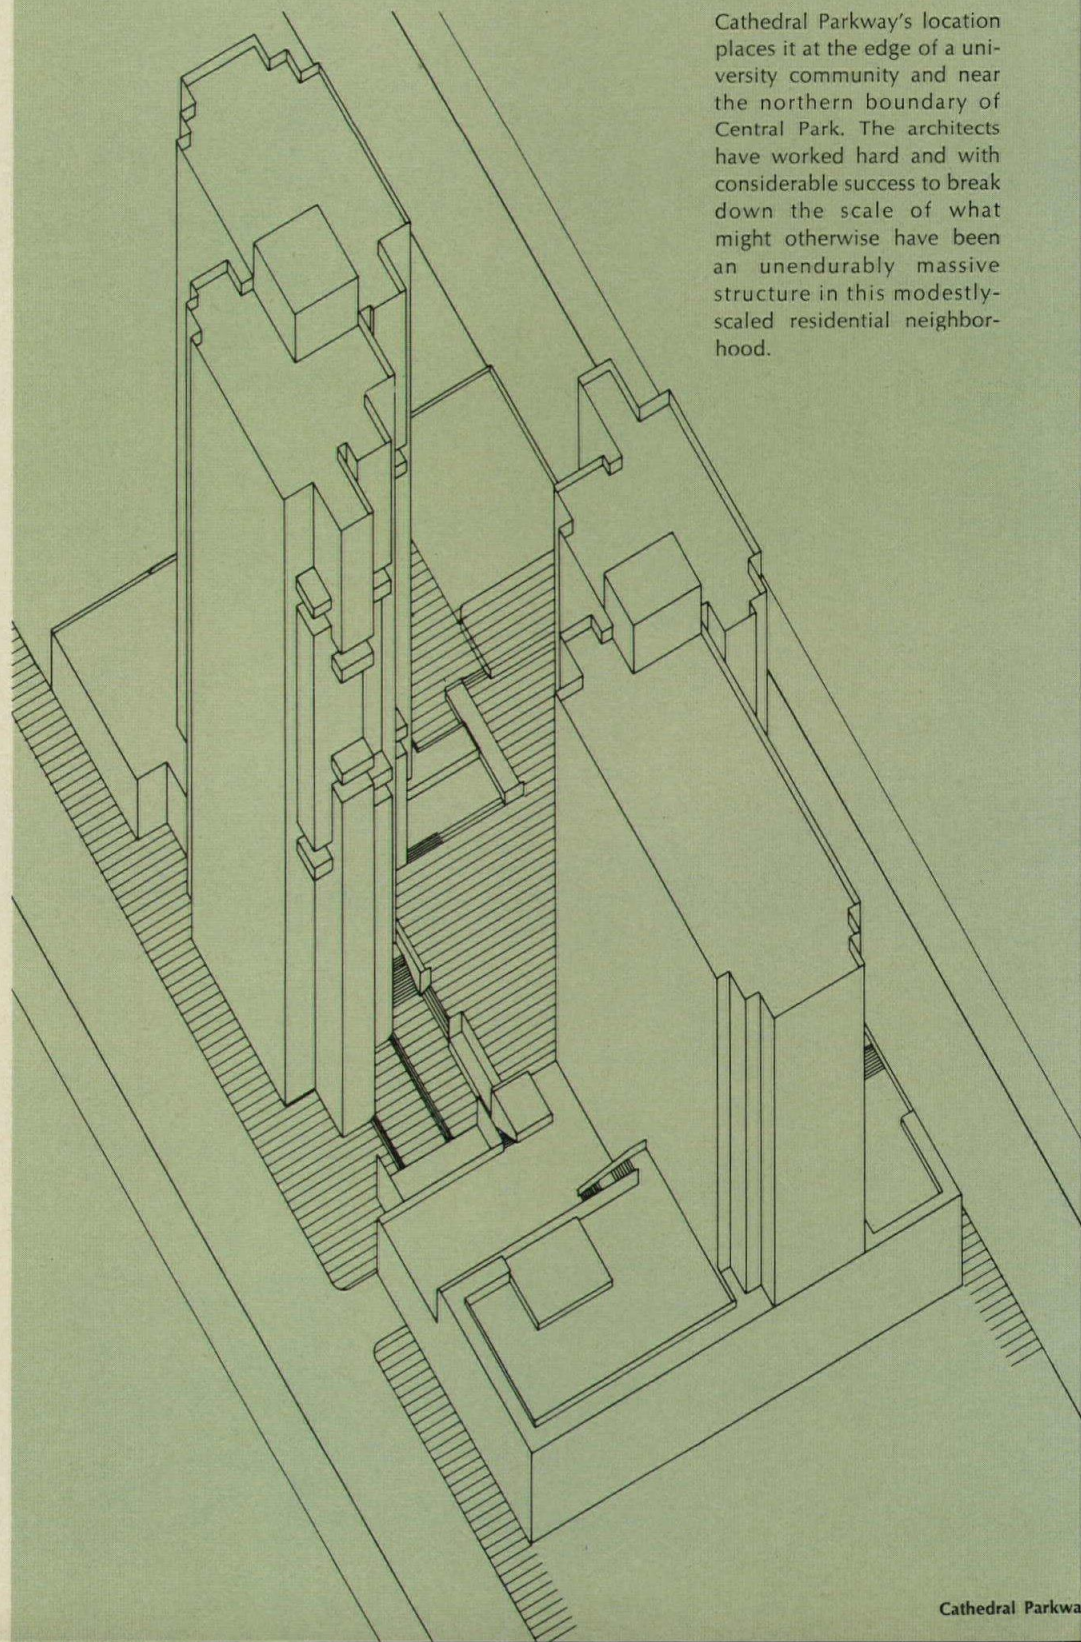 Cathedral Parkway's location
places it at the edge of a uni-
versity community and near
the northern boundary of
Central Park. The architects
have worked hard and with
considerable success to break
down the scale of what
might otherwise have been
an unendurably massive
structure in this modestly-
scaled residential neighbor-
hood.
Cathedral Parkwa